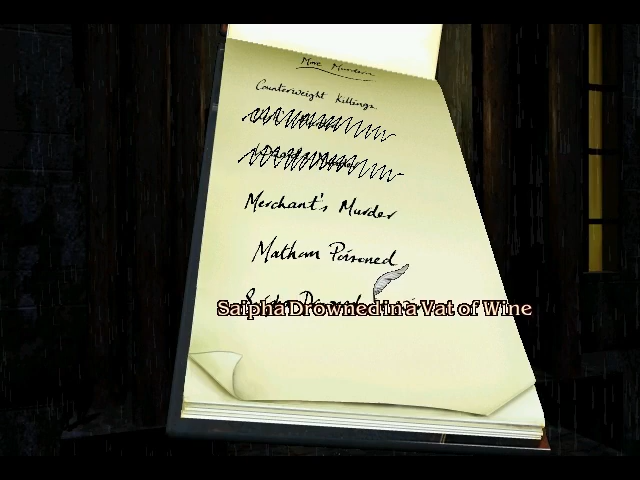 More Murders
Counterweight Killings
Merchant's Murder
Matham Poisoned
Saipha Drowned in a Vat of Wine